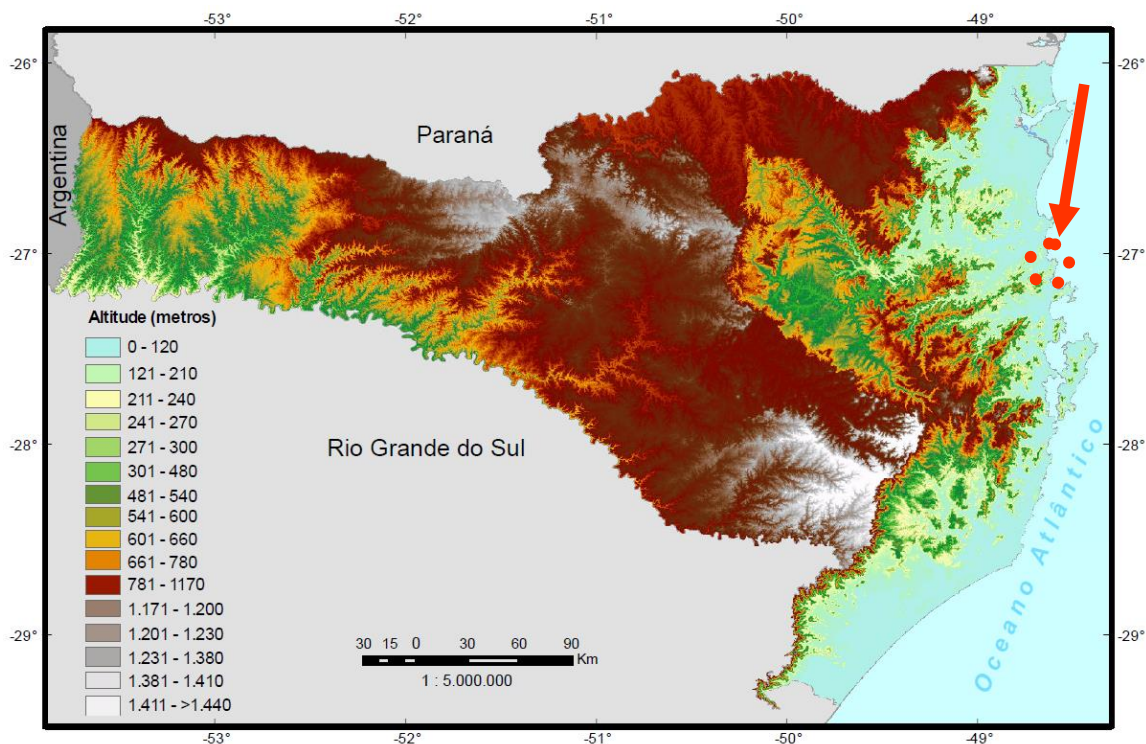 -53° -52° -51° -50° -49°
-26° -26°
Argentina
Paraná
-27° -27°
Altitude (metros)
0 - 120
121 - 210
211 - 240
241 - 270
271 - 300
301 - 480
481 - 540
541 - 600
601 - 660
661 - 780
781 - 1170
1.171 - 1.200
1.201 - 1.230
1.231 - 1.380
1.381 - 1.410
1.411 - >1.440
Rio Grande do Sul
-28° -28°
Oceano Atlântico
-29° -29°
30 15 0 30 60 90
Km
1 : 5.000.000
-53° -52° -51° -50° -49°